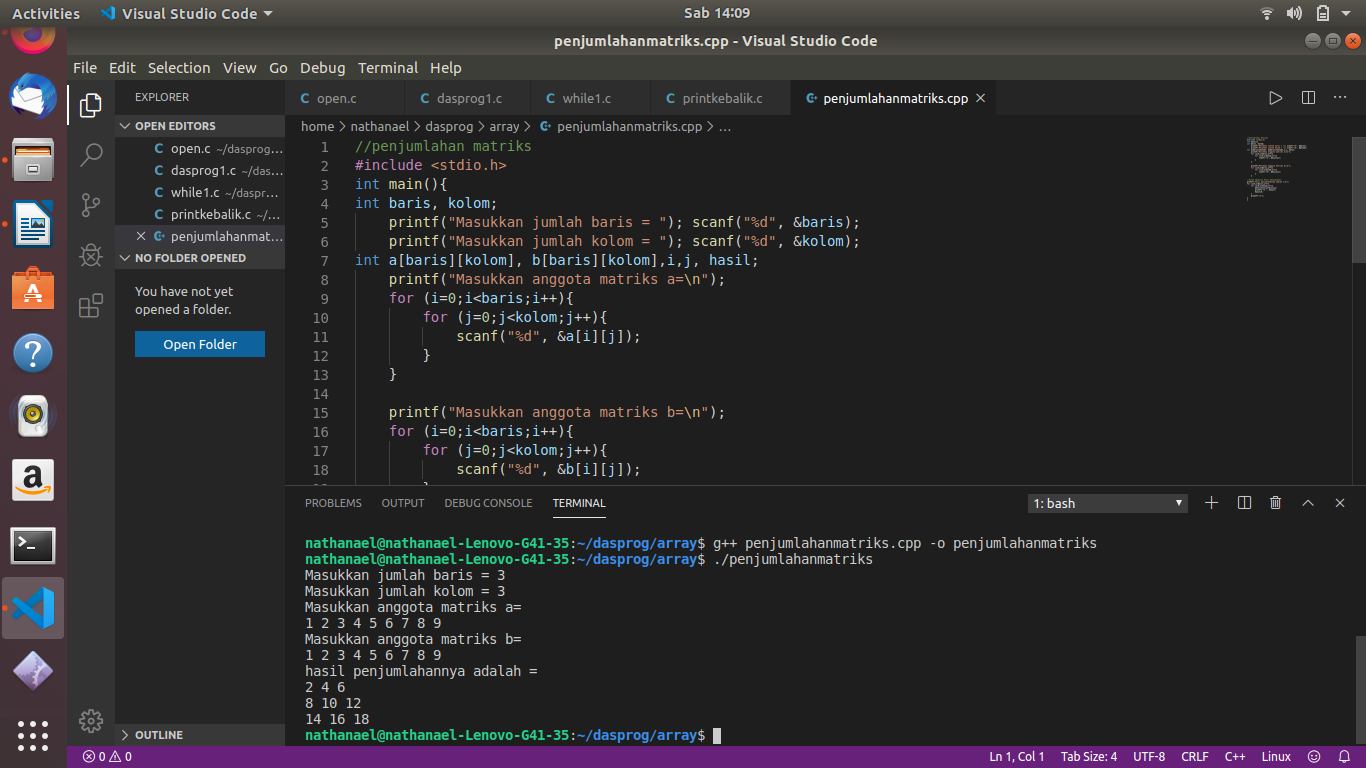 Activities Visual Studio Code Sab 14:09
penjumlahanmatriks.cpp - Visual Studio Code
File Edit Selection View Go Debug Terminal Help
EXPLORER
OPEN EDITORS
open.c ~/dasprog...
dasprog1.c ~/das...
while1.c ~/daspr...
printkebalik.c ~/...
penjumlahanmat...
NO FOLDER OPENED
You have not yet
opened a folder.
Open Folder
OUTLINE
open.c dasprog1.c while1.c printkebalik.c penjumlahanmatriks.cpp
home > nathanael > dasprog > array > penjumlahanmatriks.cpp > ...
1 //penjumlahan matriks
2 #include <stdio.h>
3 int main(){
4 int baris, kolom;
5 printf("Masukkan jumlah baris = "); scanf("%d", &baris);
6 printf("Masukkan jumlah kolom = "); scanf("%d", &kolom);
7 int a[baris][kolom], b[baris][kolom],i,j, hasil;
8 printf("Masukkan anggota matriks a=\n");
9 for (i=0;i<baris;i++){
10 for (j=0;j<kolom;j++){
11 scanf("%d", &a[i][j]);
12 }
13 }
14
15 printf("Masukkan anggota matriks b=\n");
16 for (i=0;i<baris;i++){
17 for (j=0;j<kolom;j++){
18 scanf("%d", &b[i][j]);
PROBLEMS OUTPUT DEBUG CONSOLE TERMINAL 1: bash
nathanael@nathanael-Lenovo-G41-35:~/dasprog/array$ g++ penjumlahanmatriks.cpp -o penjumlahanmatriks
nathanael@nathanael-Lenovo-G41-35:~/dasprog/array$ ./penjumlahanmatriks
Masukkan jumlah baris = 3
Masukkan jumlah kolom = 3
Masukkan anggota matriks a=
1 2 3 4 5 6 7 8 9
Masukkan anggota matriks b=
1 2 3 4 5 6 7 8 9
hasil penjumlahannya adalah =
2 4 6
8 10 12
14 16 18
nathanael@nathanael-Lenovo-G41-35:~/dasprog/array$
0 0 Ln 1, Col 1 Tab Size: 4 UTF-8 CRLF C++ Linux